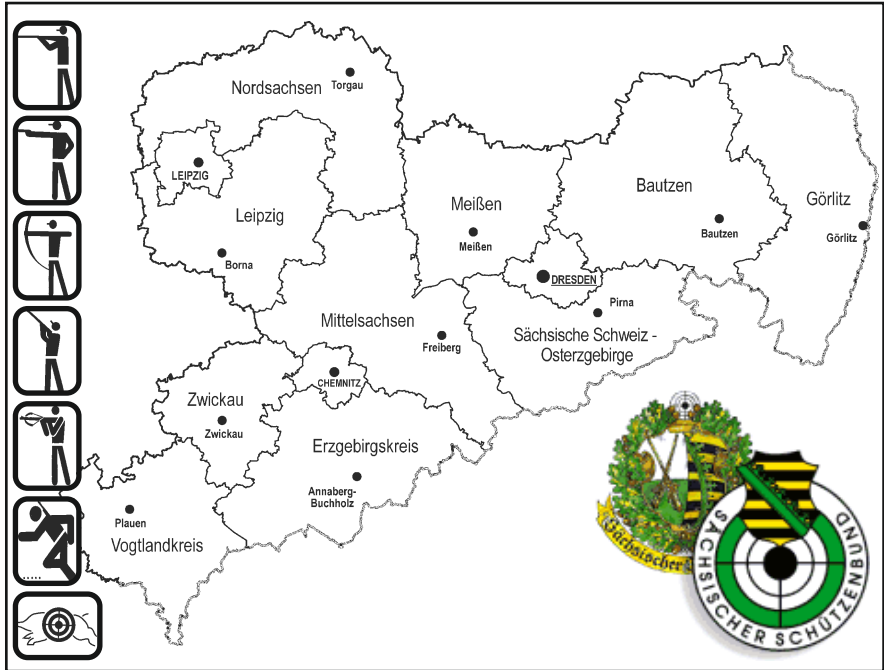 Nordsachsen
Torgau
LEIPZIG
Leipzig
Borna
Meißen
Meißen
Bautzen
Bautzen
Görlitz
Görlitz
DRESDEN
Pirna
Sächsische Schweiz -
Osterzgebirge
Mittelsachsen
Freiberg
CHEMNITZ
Zwickau
Zwickau
Erzgebirgskreis
Annaberg-
Buchholz
Plauen
Vogtlandkreis
Sächsischer
SÄCHSISCHER SCHÜTZENBUND